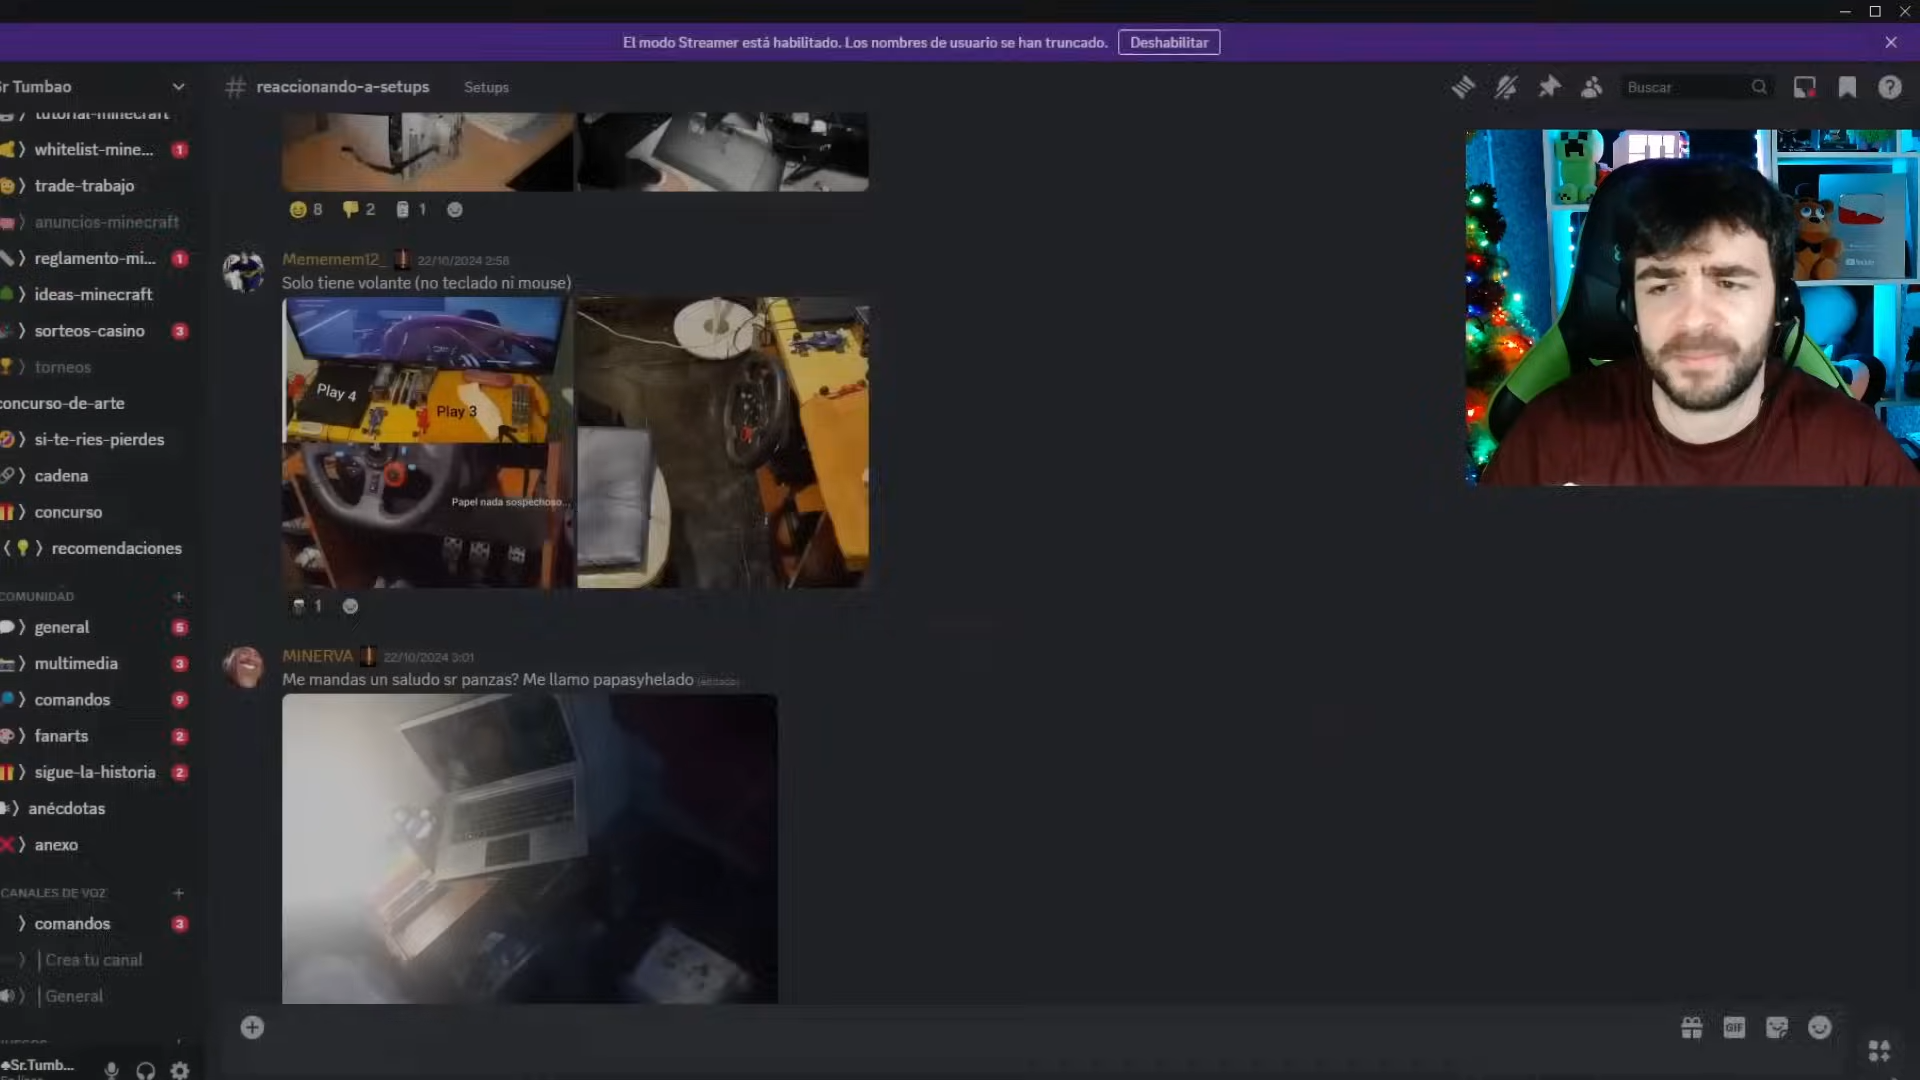 El modo Streamer está habilitado. Los nombres de usuario se han truncado.
Deshabilitar
Sr Tumbao
reaccionando-a-setups
Setups
Buscar
tutorial-minecraft
whitelist-mine...
1
trade-trabajo
anuncios-minecraft
reglamento-mi...
1
ideas-minecraft
sorteos-casino
3
torneos
concurso-de-arte
si-te-ries-pierdes
cadena
concurso
recomendaciones
COMUNIDAD
general
5
multimedia
3
comandos
9
fanarts
2
sigue-la-historia
2
anécdotas
anexo
CANALES DE VOZ
comandos
3
Crea tu canal
General
♣Sr.Tumb...
8
2
1
Mememem12_
22/10/2024 2:58
Solo tiene volante (no teclado ni mouse)
Play 4
Play 3
Papel nada sospechoso...
1
MINERVA
22/10/2024 3:01
Me mandas un saludo sr panzas? Me llamo papasyhelado (editado)
GIF